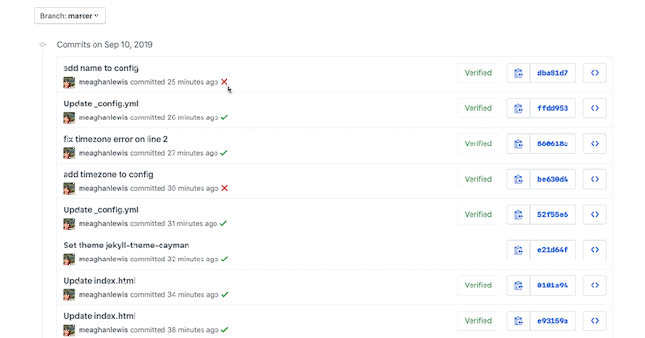 Branch: master
Commits on Sep 10, 2019
add name to config
meaghanlewis committed 25 minutes ago
Verified
dba81d7
Update _config.yml
meaghanlewis committed 26 minutes ago
Verified
ffdd953
fix timezone error on line 2
meaghanlewis committed 27 minutes ago
Verified
860618c
add timezone to config
meaghanlewis committed 30 minutes ago
Verified
be630d4
Update _config.yml
meaghanlewis committed 31 minutes ago
Verified
52f55e6
Set theme jekyll-theme-cayman
meaghanlewis committed 32 minutes ago
e21d64f
Update index.html
meaghanlewis committed 34 minutes ago
Verified
0101a94
Update index.html
meaghanlewis committed 38 minutes ago
Verified
e93159a